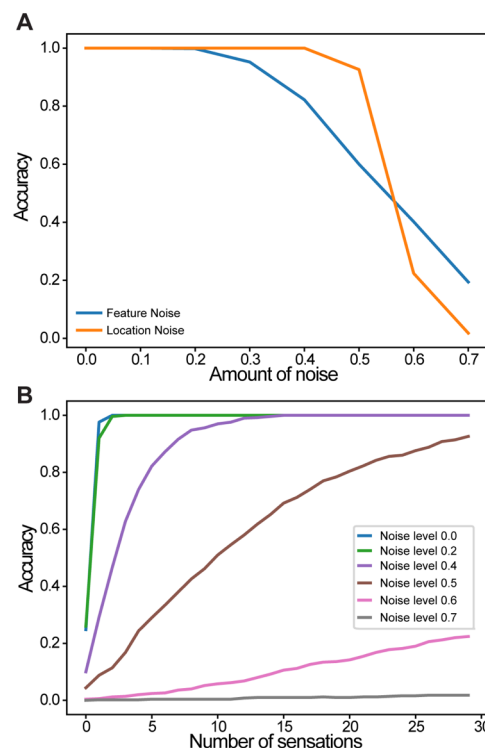 A
1.0
0.8
0.6
0.4
0.2
0.0
Accuracy
Feature Noise
Location Noise
0.0 0.1 0.2 0.3 0.4 0.5 0.6 0.7
Amount of noise
B
1.0
0.8
0.6
0.4
0.2
0.0
Accuracy
Noise level 0.0
Noise level 0.2
Noise level 0.4
Noise level 0.5
Noise level 0.6
Noise level 0.7
0 5 10 15 20 25 30
Number of sensations